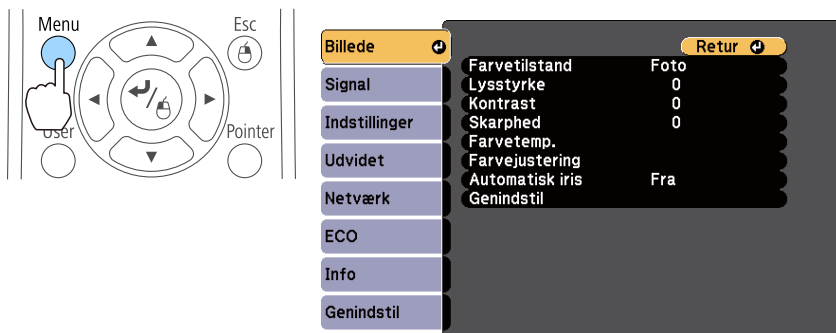 Menu
Esc
User
Pointer
Billede
Signal
Indstillinger
Udvidet
Netværk
ECO
Info
Genindstil
Retur
Farvetilstand Foto
Lysstyrke 0
Kontrast 0
Skarphed 0
Farvetemp.
Farvejustering
Automatisk iris Fra
Genindstil